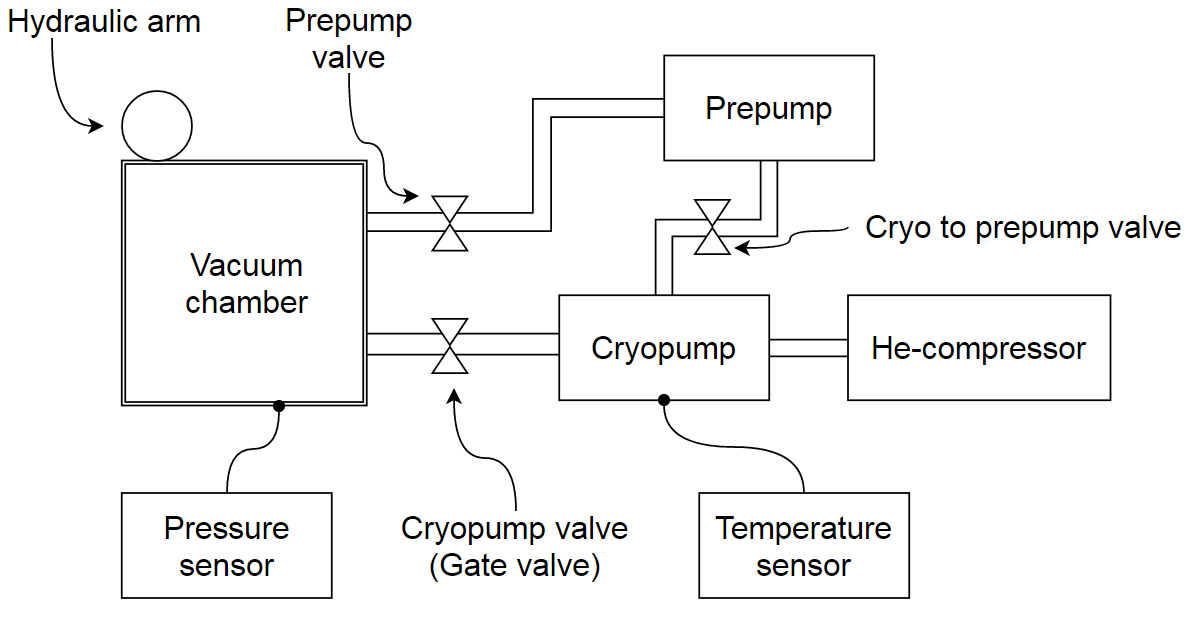 Hydraulic arm
Prepump
valve
Prepump
Cryo to prepump valve
Vacuum
chamber
Cryopump
He-compressor
Pressure
sensor
Cryopump valve
(Gate valve)
Temperature
sensor